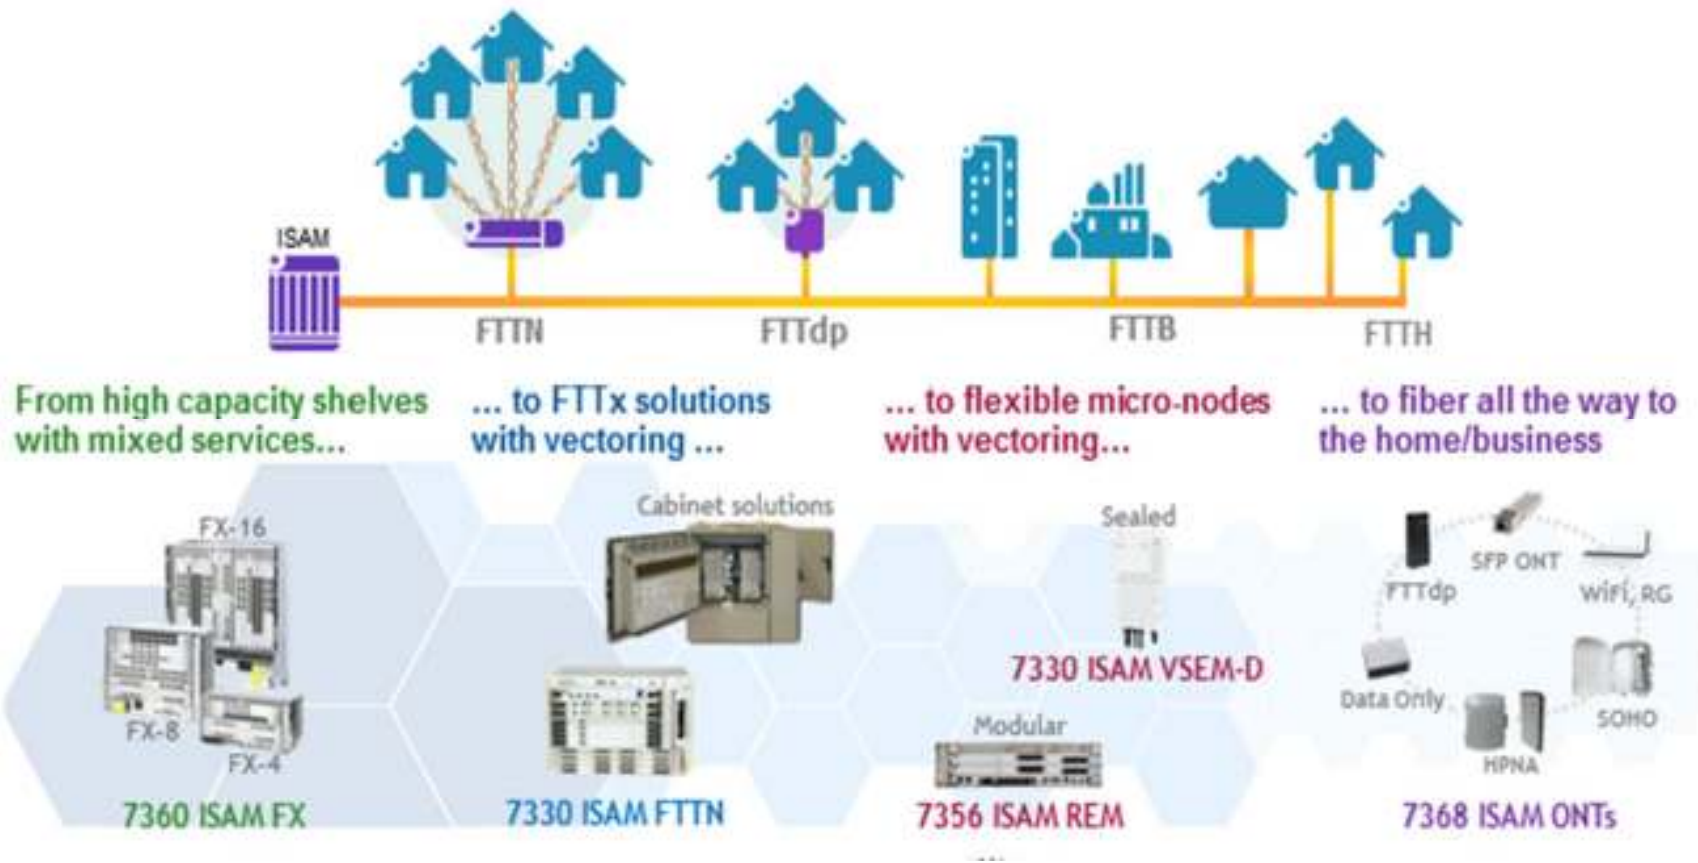 ISAM
FTTN
FTTdp
FTTB
FTTH
From high capacity shelves
with mixed services...
... to FTTx solutions
with vectoring ...
... to flexible micro-nodes
with vectoring...
... to fiber all the way to
the home/business
FX-16
FX-8
FX-4
7360 ISAM FX
Cabinet solutions
7330 ISAM FTTN
Sealed
7330 ISAM VSEM-D
Modular
7356 ISAM REM
FTTdp
SFP ONT
WiFi, RG
Data Only
SOHO
HPNA
7368 ISAM ONTs